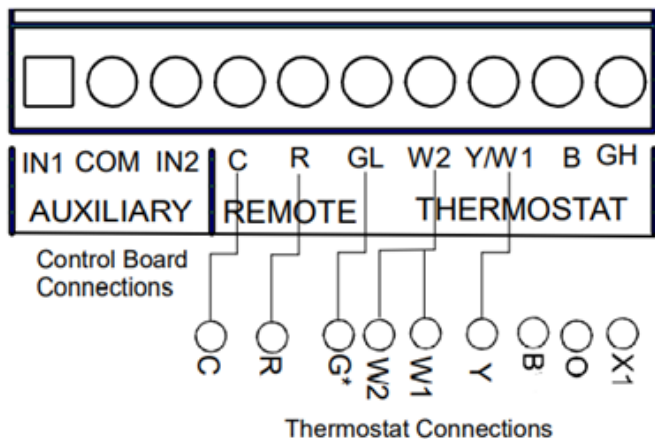 IN1 COM IN2 C R GL W2 Y/W1 B GH
AUXILIARY REMOTE THERMOSTAT
Control Board
Connections
C R G* W2 W1 Y B O X1
Thermostat Connections